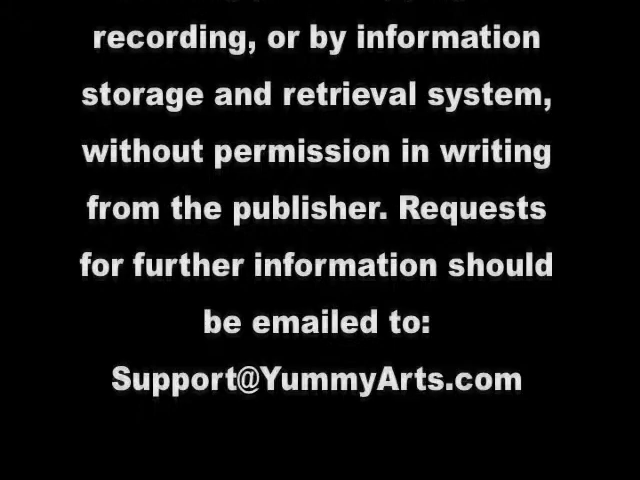 recording, or by information
storage and retrieval system,
without permission in writing
from the publisher. Requests
for further information should
be emailed to:
Support@YummyArts.com